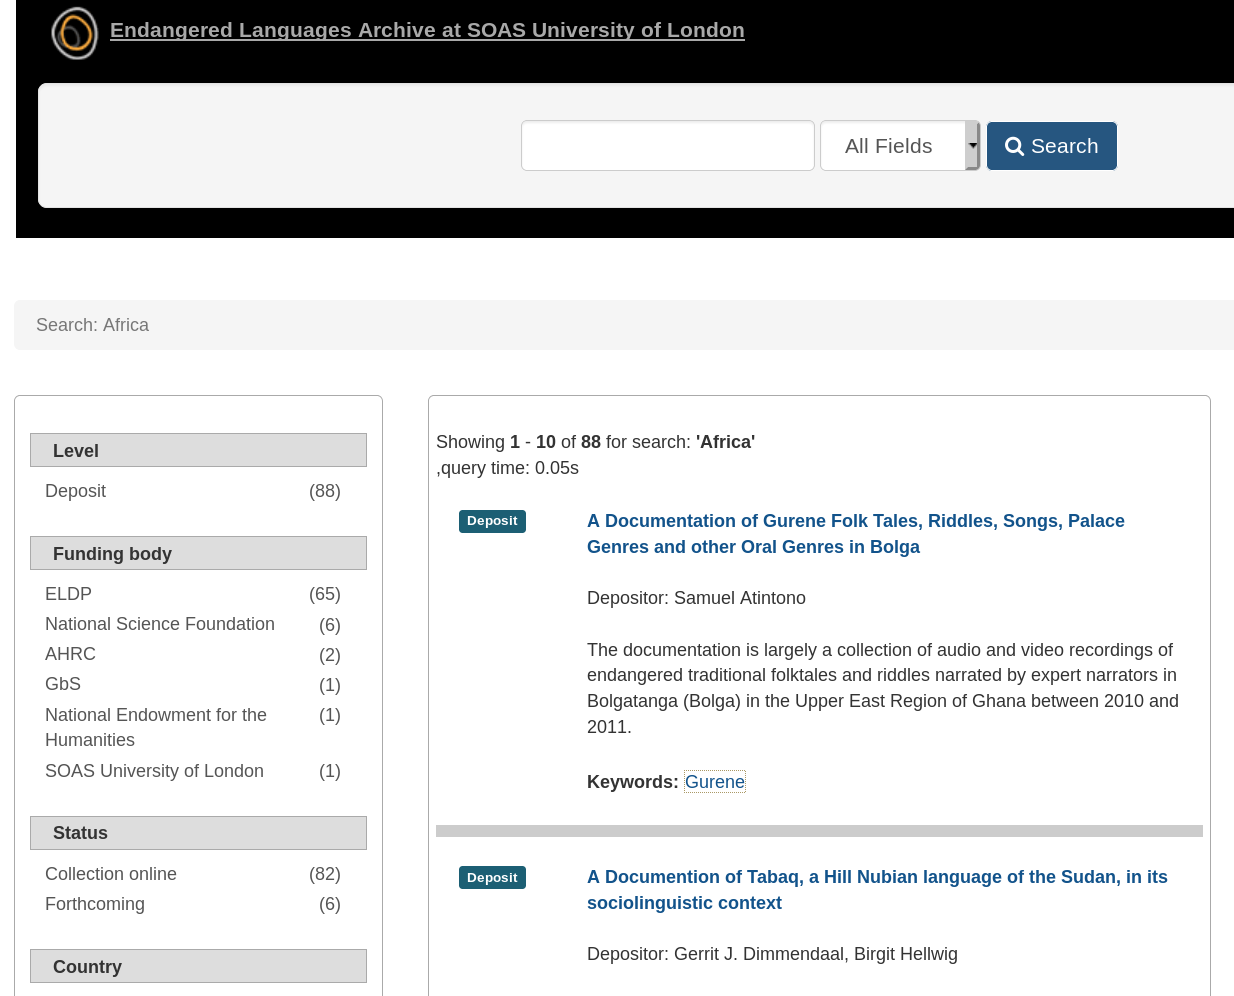 Endangered Languages Archive at SOAS University of London
All Fields
Search
Search: Africa
Level
Deposit (88)
Funding body
ELDP (65)
National Science Foundation (6)
AHRC (2)
GbS (1)
National Endowment for the (1)
Humanities
SOAS University of London (1)
Status
Collection online (82)
Forthcoming (6)
Country
Showing 1 - 10 of 88 for search: 'Africa'
,query time: 0.05s
Deposit
A Documentation of Gurene Folk Tales, Riddles, Songs, Palace
Genres and other Oral Genres in Bolga
Depositor: Samuel Atintono
The documentation is largely a collection of audio and video recordings of
endangered traditional folktales and riddles narrated by expert narrators in
Bolgatanga (Bolga) in the Upper East Region of Ghana between 2010 and
2011.
Keywords: Gurene
Deposit
A Documention of Tabaq, a Hill Nubian language of the Sudan, in its
sociolinguistic context
Depositor: Gerrit J. Dimmendaal, Birgit Hellwig